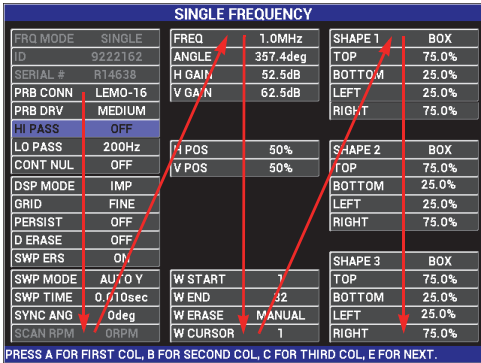 SINGLE FREQUENCY
FRQ MODE SINGLE
ID 9222162
SERIAL # R14638
PRB CONN LEMO-16
PRB DRV MEDIUM
HI PASS OFF
LO PASS 200Hz
CONT NUL OFF
DSP MODE IMP
GRID FINE
PERSIST OFF
D ERASE OFF
SWP ERS ON
SWP MODE AUTO Y
SWP TIME 0.010sec
SYNC ANG 0deg
SCAN RPM 0RPM
FREQ 1.0MHz
ANGLE 357.4deg
H GAIN 52.5dB
V GAIN 62.5dB
H POS 50%
V POS 50%
W START 1
W END 32
W ERASE MANUAL
W CURSOR 1
SHAPE 1 BOX
TOP 75.0%
BOTTOM 25.0%
LEFT 25.0%
RIGHT 75.0%
SHAPE 2 BOX
TOP 75.0%
BOTTOM 25.0%
LEFT 25.0%
RIGHT 75.0%
SHAPE 3 BOX
TOP 75.0%
BOTTOM 25.0%
LEFT 25.0%
RIGHT 75.0%
PRESS A FOR FIRST COL, B FOR SECOND COL, C FOR THIRD COL, E FOR NEXT.